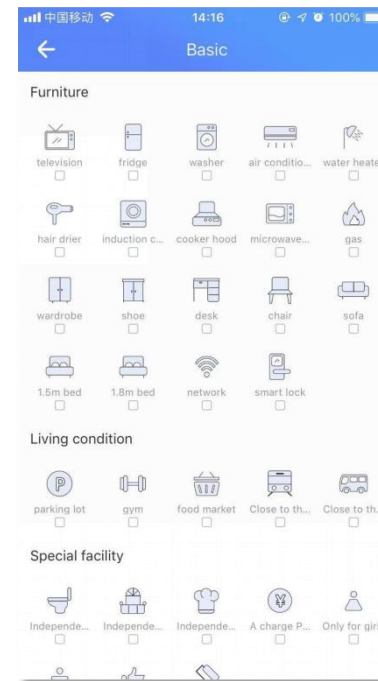 中国移动 14:16 100%
Basic
Furniture
television fridge washer air conditio... water heate
hair drier induction c... cooker hood microwave... gas
wardrobe shoe desk chair sofa
1.5m bed 1.8m bed network smart lock
Living condition
P
parking lot gym food market Close to th... Close to th.
Special facility
¥
Independe... Independe... Independe... A charge P... Only for girl